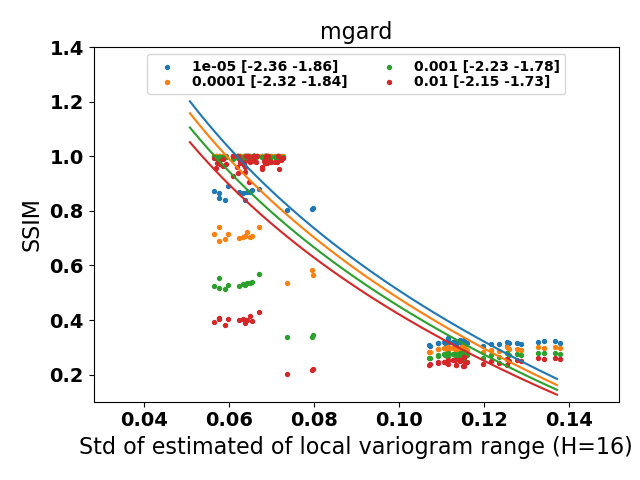 mgard
1e-05 [-2.36 -1.86]
0.0001 [-2.32 -1.84]
0.001 [-2.23 -1.78]
0.01 [-2.15 -1.73]
SSIM
1.4
1.2
1.0
0.8
0.6
0.4
0.2
0.04 0.06 0.08 0.10 0.12 0.14
Std of estimated of local variogram range (H=16)